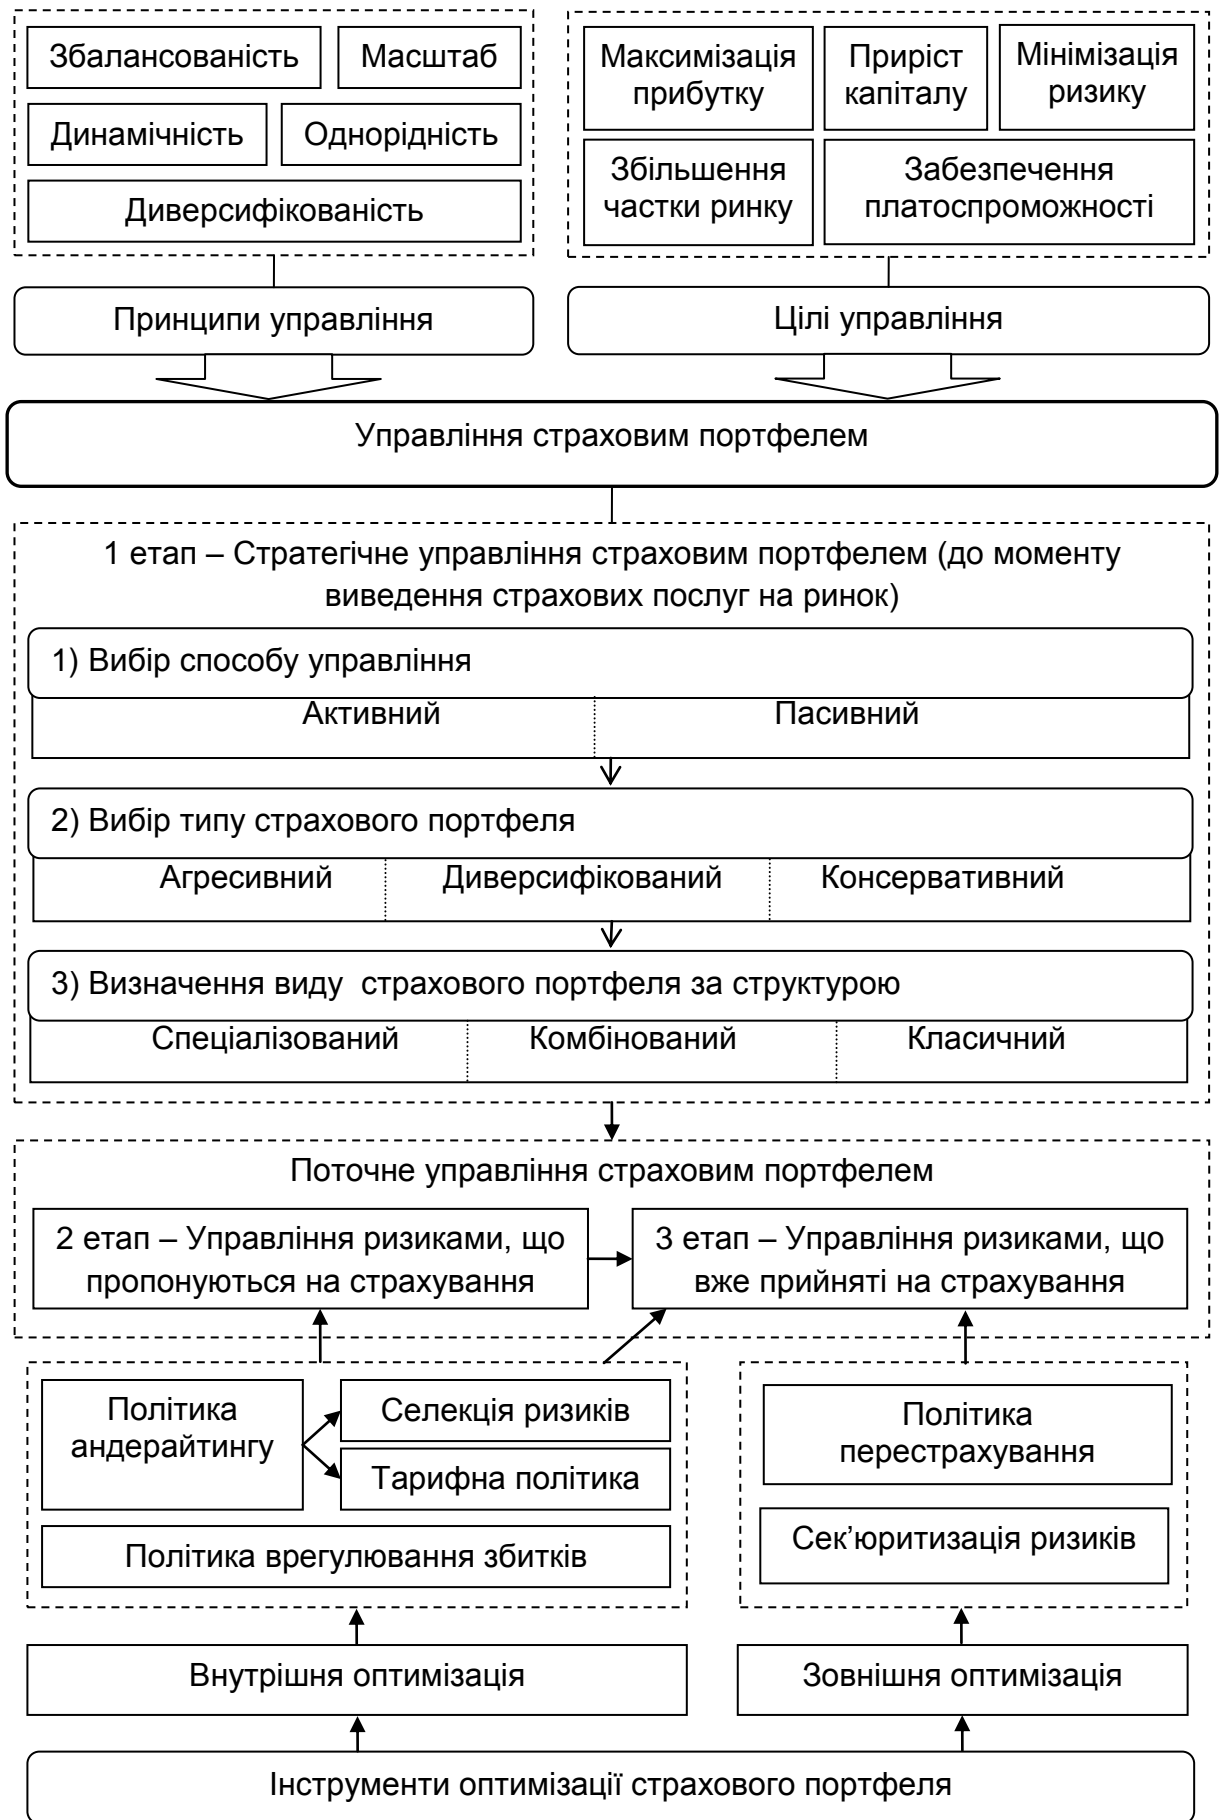 Збалансованість
Масштаб
Динамічність
Однорідність
Диверсифікованість
Принципи управління
Максимізація
прибутку
Приріст
капіталу
Мінімізація
ризику
Збільшення
частки ринку
Забезпечення
платоспроможності
Цілі управління
Управління страховим портфелем
1 етап – Стратегічне управління страховим портфелем (до моменту
виведення страхових послуг на ринок)
1) Вибір способу управління
Активний
Пасивний
2) Вибір типу страхового портфеля
Агресивний
Диверсифікований
Консервативний
3) Визначення виду  страхового портфеля за структурою
Спеціалізований
Комбінований
Класичний
Поточне управління страховим портфелем
2 етап – Управління ризиками, що
пропонуються на страхування
3 етап – Управління ризиками, що
вже прийняті на страхування
Політика
андерайтингу
Селекція ризиків
Тарифна політика
Політика врегулювання збитків
Політика
перестрахування
Сек’юритизація ризиків
Внутрішня оптимізація
Зовнішня оптимізація
Інструменти оптимізації страхового портфеля